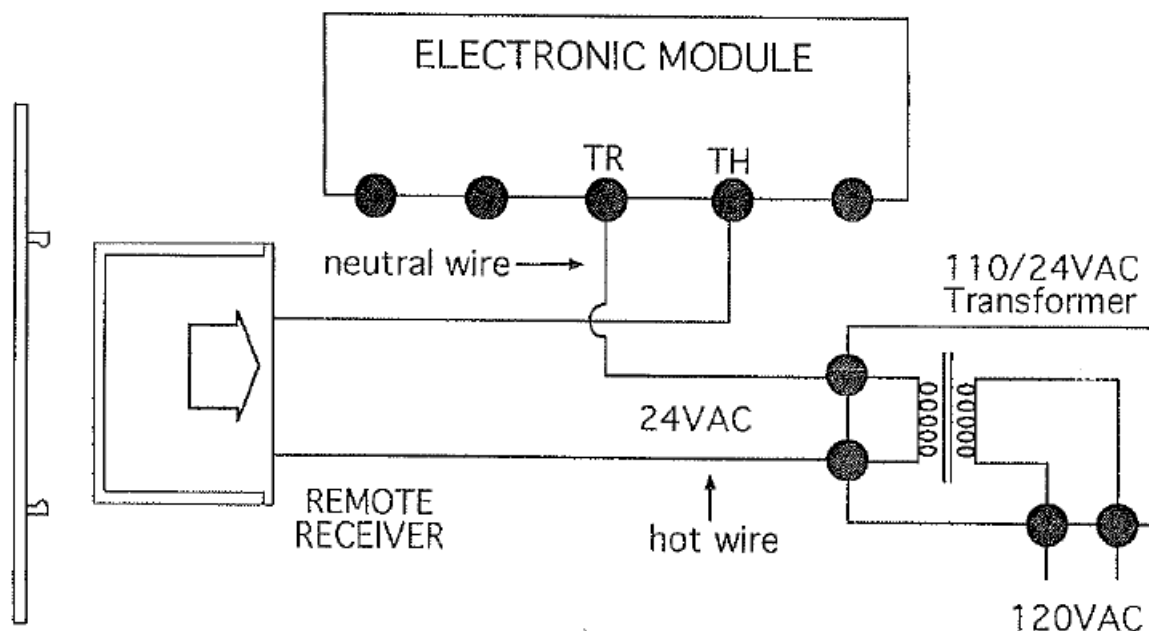 ELECTRONIC MODULE
TR TH
neutral wire
110/24VAC
Transformer
24VAC
REMOTE
RECEIVER
hot wire
120VAC